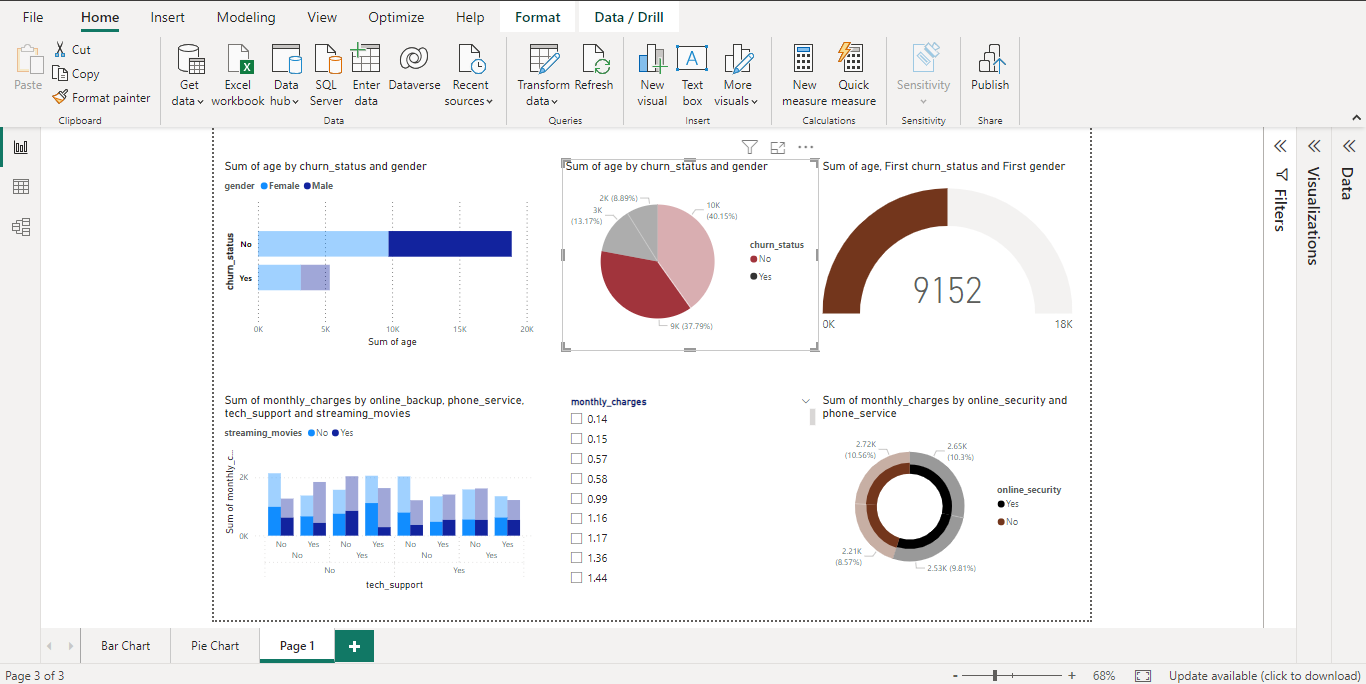 File Home Insert Modeling View Optimize Help Format Data / Drill
Paste
Cut
Copy
Format painter
Clipboard
Get data
Excel workbook
Data hub
SQL Server
Enter data
Dataverse
Recent sources
Data
Transform data
Refresh
Queries
New visual
Text box
More visuals
Insert
New measure
Quick measure
Calculations
Sensitivity
Sensitivity
Publish
Share
Sum of age by churn_status and gender
gender Female Male
churn_status
No
Yes
0K 5K 10K 15K 20K
Sum of age
Sum of age by churn_status and gender
2K (8.89%)
3K
(13.17%)
10K
(40.15%)
9K (37.79%)
churn_status
No
Yes
Sum of age, First churn_status and First gender
9152
0K 18K
Filters
Visualizations
Data
Sum of monthly_charges by online_backup, phone_service,
tech_support and streaming_movies
streaming_movies No Yes
Sum of monthly_c...
2K
0K
No Yes No Yes No Yes No Yes
No Yes No Yes
No Yes
tech_support
monthly_charges
0.14
0.15
0.57
0.58
0.99
1.16
1.17
1.36
1.44
Sum of monthly_charges by online_security and
phone_service
2.72K
(10.56%)
2.65K
(10.3%)
2.21K
(8.57%)
2.53K (9.81%)
online_security
Yes
No
Bar Chart Pie Chart Page 1 +
Page 3 of 3
- + 68% Update available (click to download)